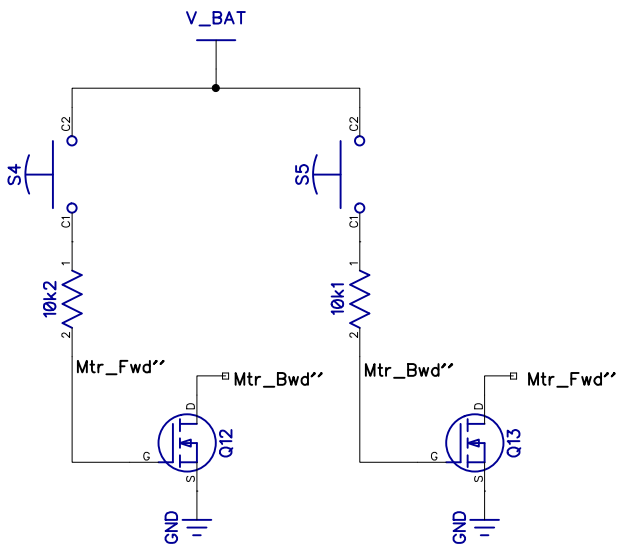 V_BAT
C2
C2
S4
S5
C1
C1
1
1
10k2
10k1
2
2
Mtr_Fwd’’
Mtr_Bwd’’
Mtr_Bwd’’
Mtr_Fwd’’
D
D
Q12
Q13
G
G
S
S
GND
GND